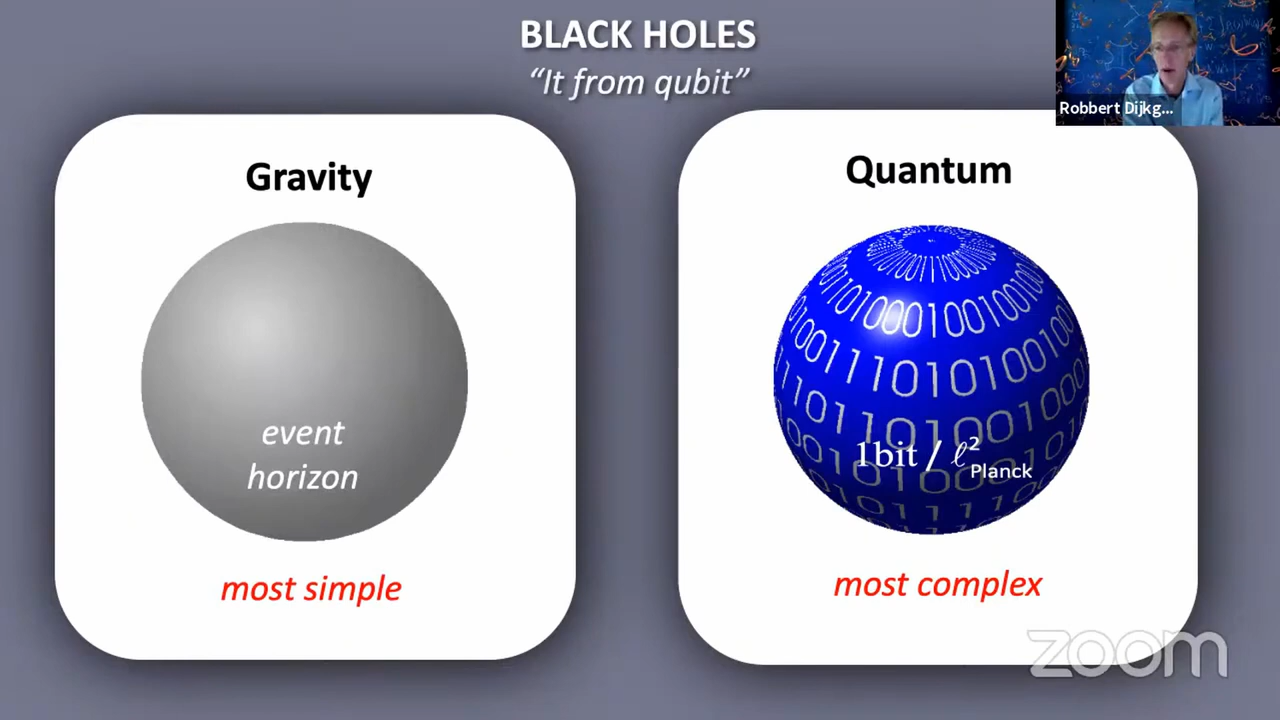 BLACK HOLES
“It from qubit”
Robbert Dijkg...
Gravity
event
horizon
most simple
Quantum
1bit / ℓ²Planck
most complex
zoom